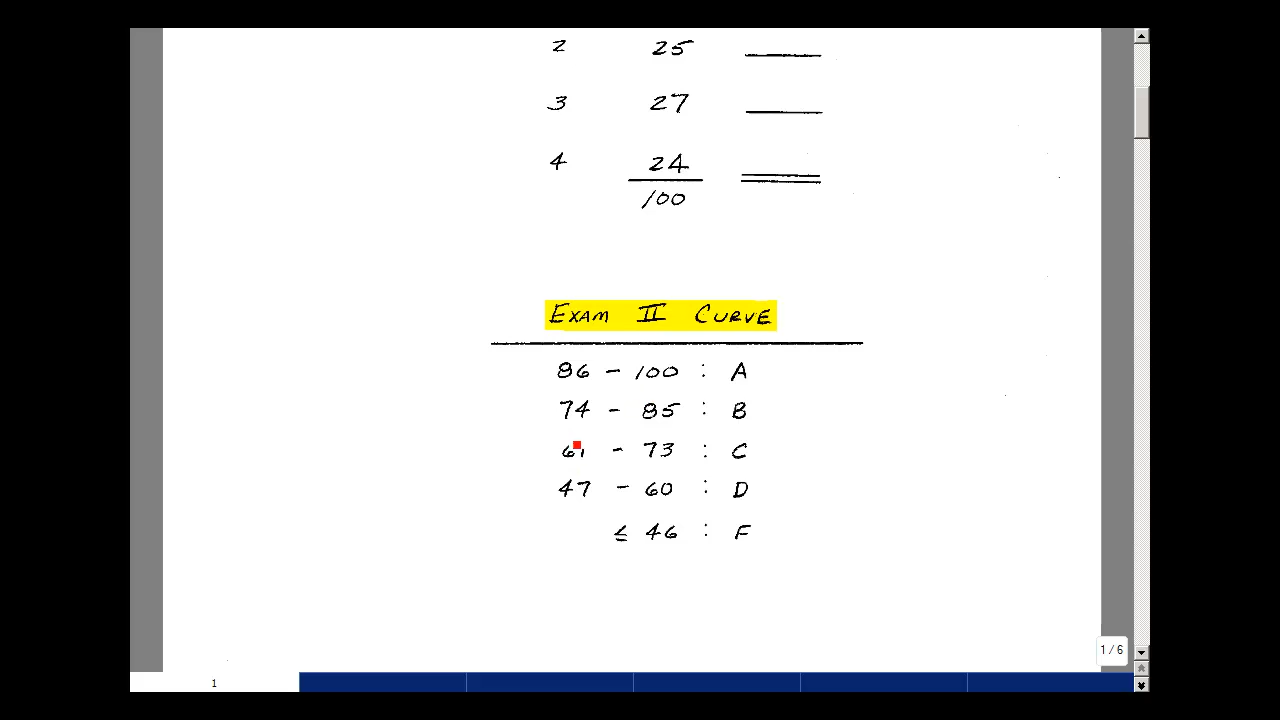 2 25
3 27
4 24
100
EXAM II CURVE
86 - 100 : A
74 - 85 : B
61 - 73 : C
47 - 60 : D
≤ 46 : F
1 / 6
1